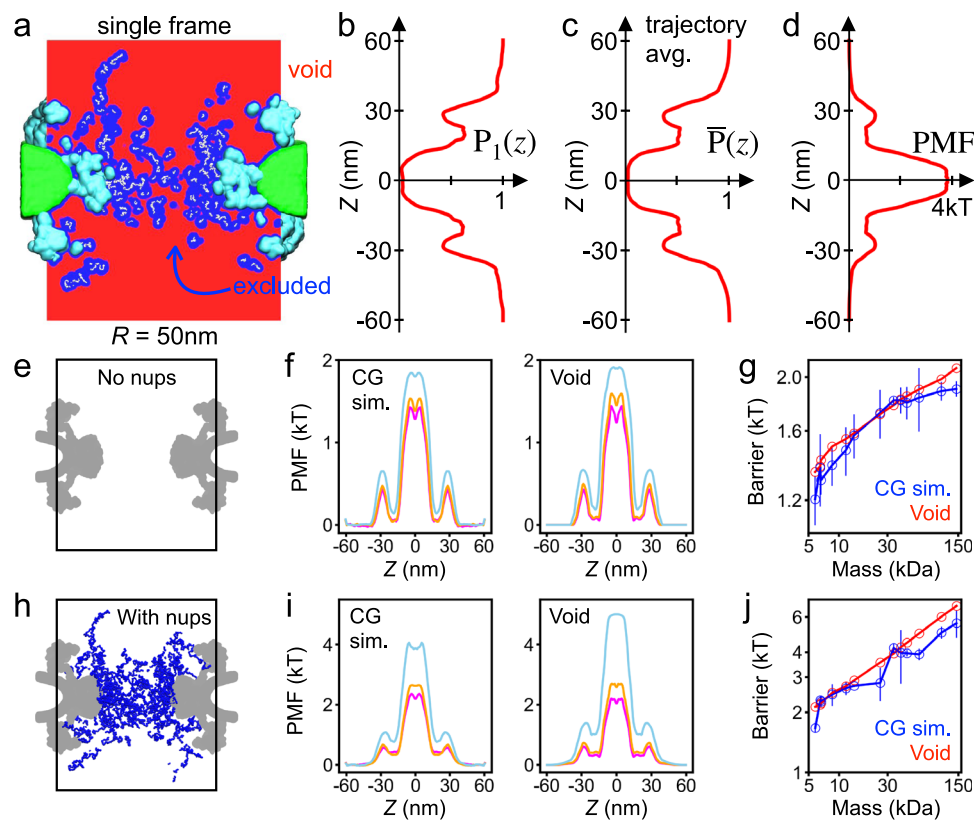 a
single frame
void
excluded
R = 50nm
b
60
30
0
-30
-60
Z (nm)
P1(z)
1
c
trajectory
avg.
60
30
0
-30
-60
Z (nm)
P̅(z)
1
d
60
30
0
-30
-60
Z (nm)
PMF
4kT
e
No nups
f
CG
sim.
Void
PMF (kT)
2
1
0
-60 -30 0 30 60
Z (nm)
-60 -30 0 30 60
Z (nm)
g
Barrier (kT)
2.0
1.6
1.2
CG sim.
Void
5 10 30 150
Mass (kDa)
h
With nups
i
CG
sim.
Void
PMF (kT)
4
2
0
-60 -30 0 30 60
Z (nm)
-60 -30 0 30 60
Z (nm)
j
Barrier (kT)
6
4
3
2
1
CG sim.
Void
5 10 30 150
Mass (kDa)